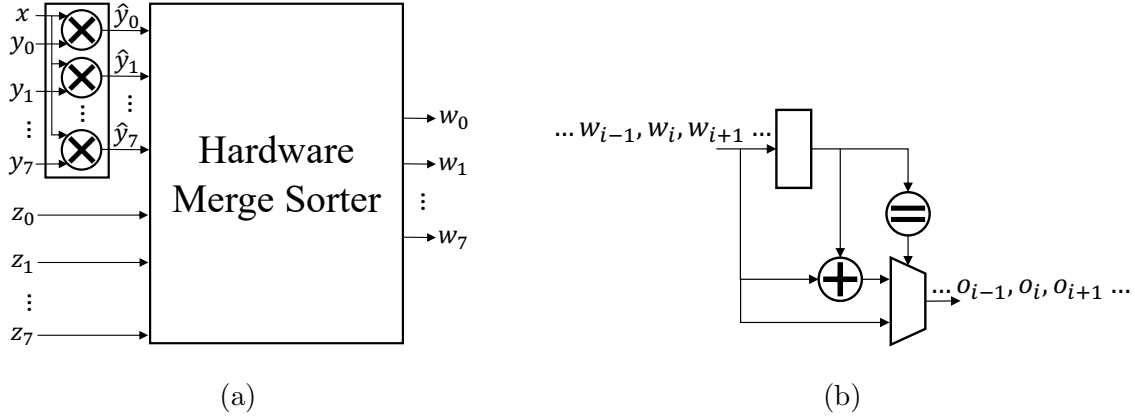 x
y₀
y₁
⋮
y₇
ŷ₀
ŷ₁
⋮
ŷ₇
⋮
z₀
z₁
⋮
z₇
Hardware
Merge Sorter
w₀
w₁
⋮
w₇
(a)
... wᵢ₋₁, wᵢ, wᵢ₊₁ ...
=
+
... oᵢ₋₁, oᵢ, oᵢ₊₁ ...
(b)